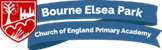 Bourne Elsea Park
Church of England Primary Academy